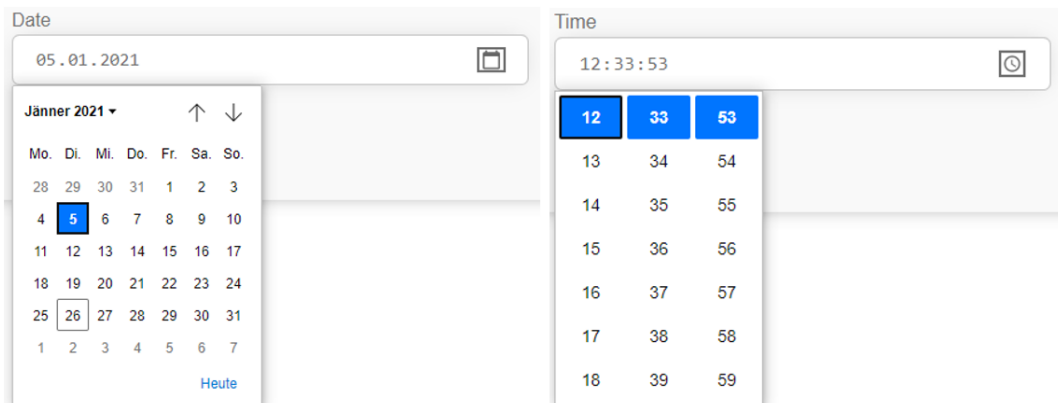 Date
05.01.2021
Jänner 2021
Mo. Di. Mi. Do. Fr. Sa. So.
28 29 30 31 1 2 3
4 5 6 7 8 9 10
11 12 13 14 15 16 17
18 19 20 21 22 23 24
25 26 27 28 29 30 31
1 2 3 4 5 6 7
Heute
Time
12:33:53
12 33 53
13 34 54
14 35 55
15 36 56
16 37 57
17 38 58
18 39 59